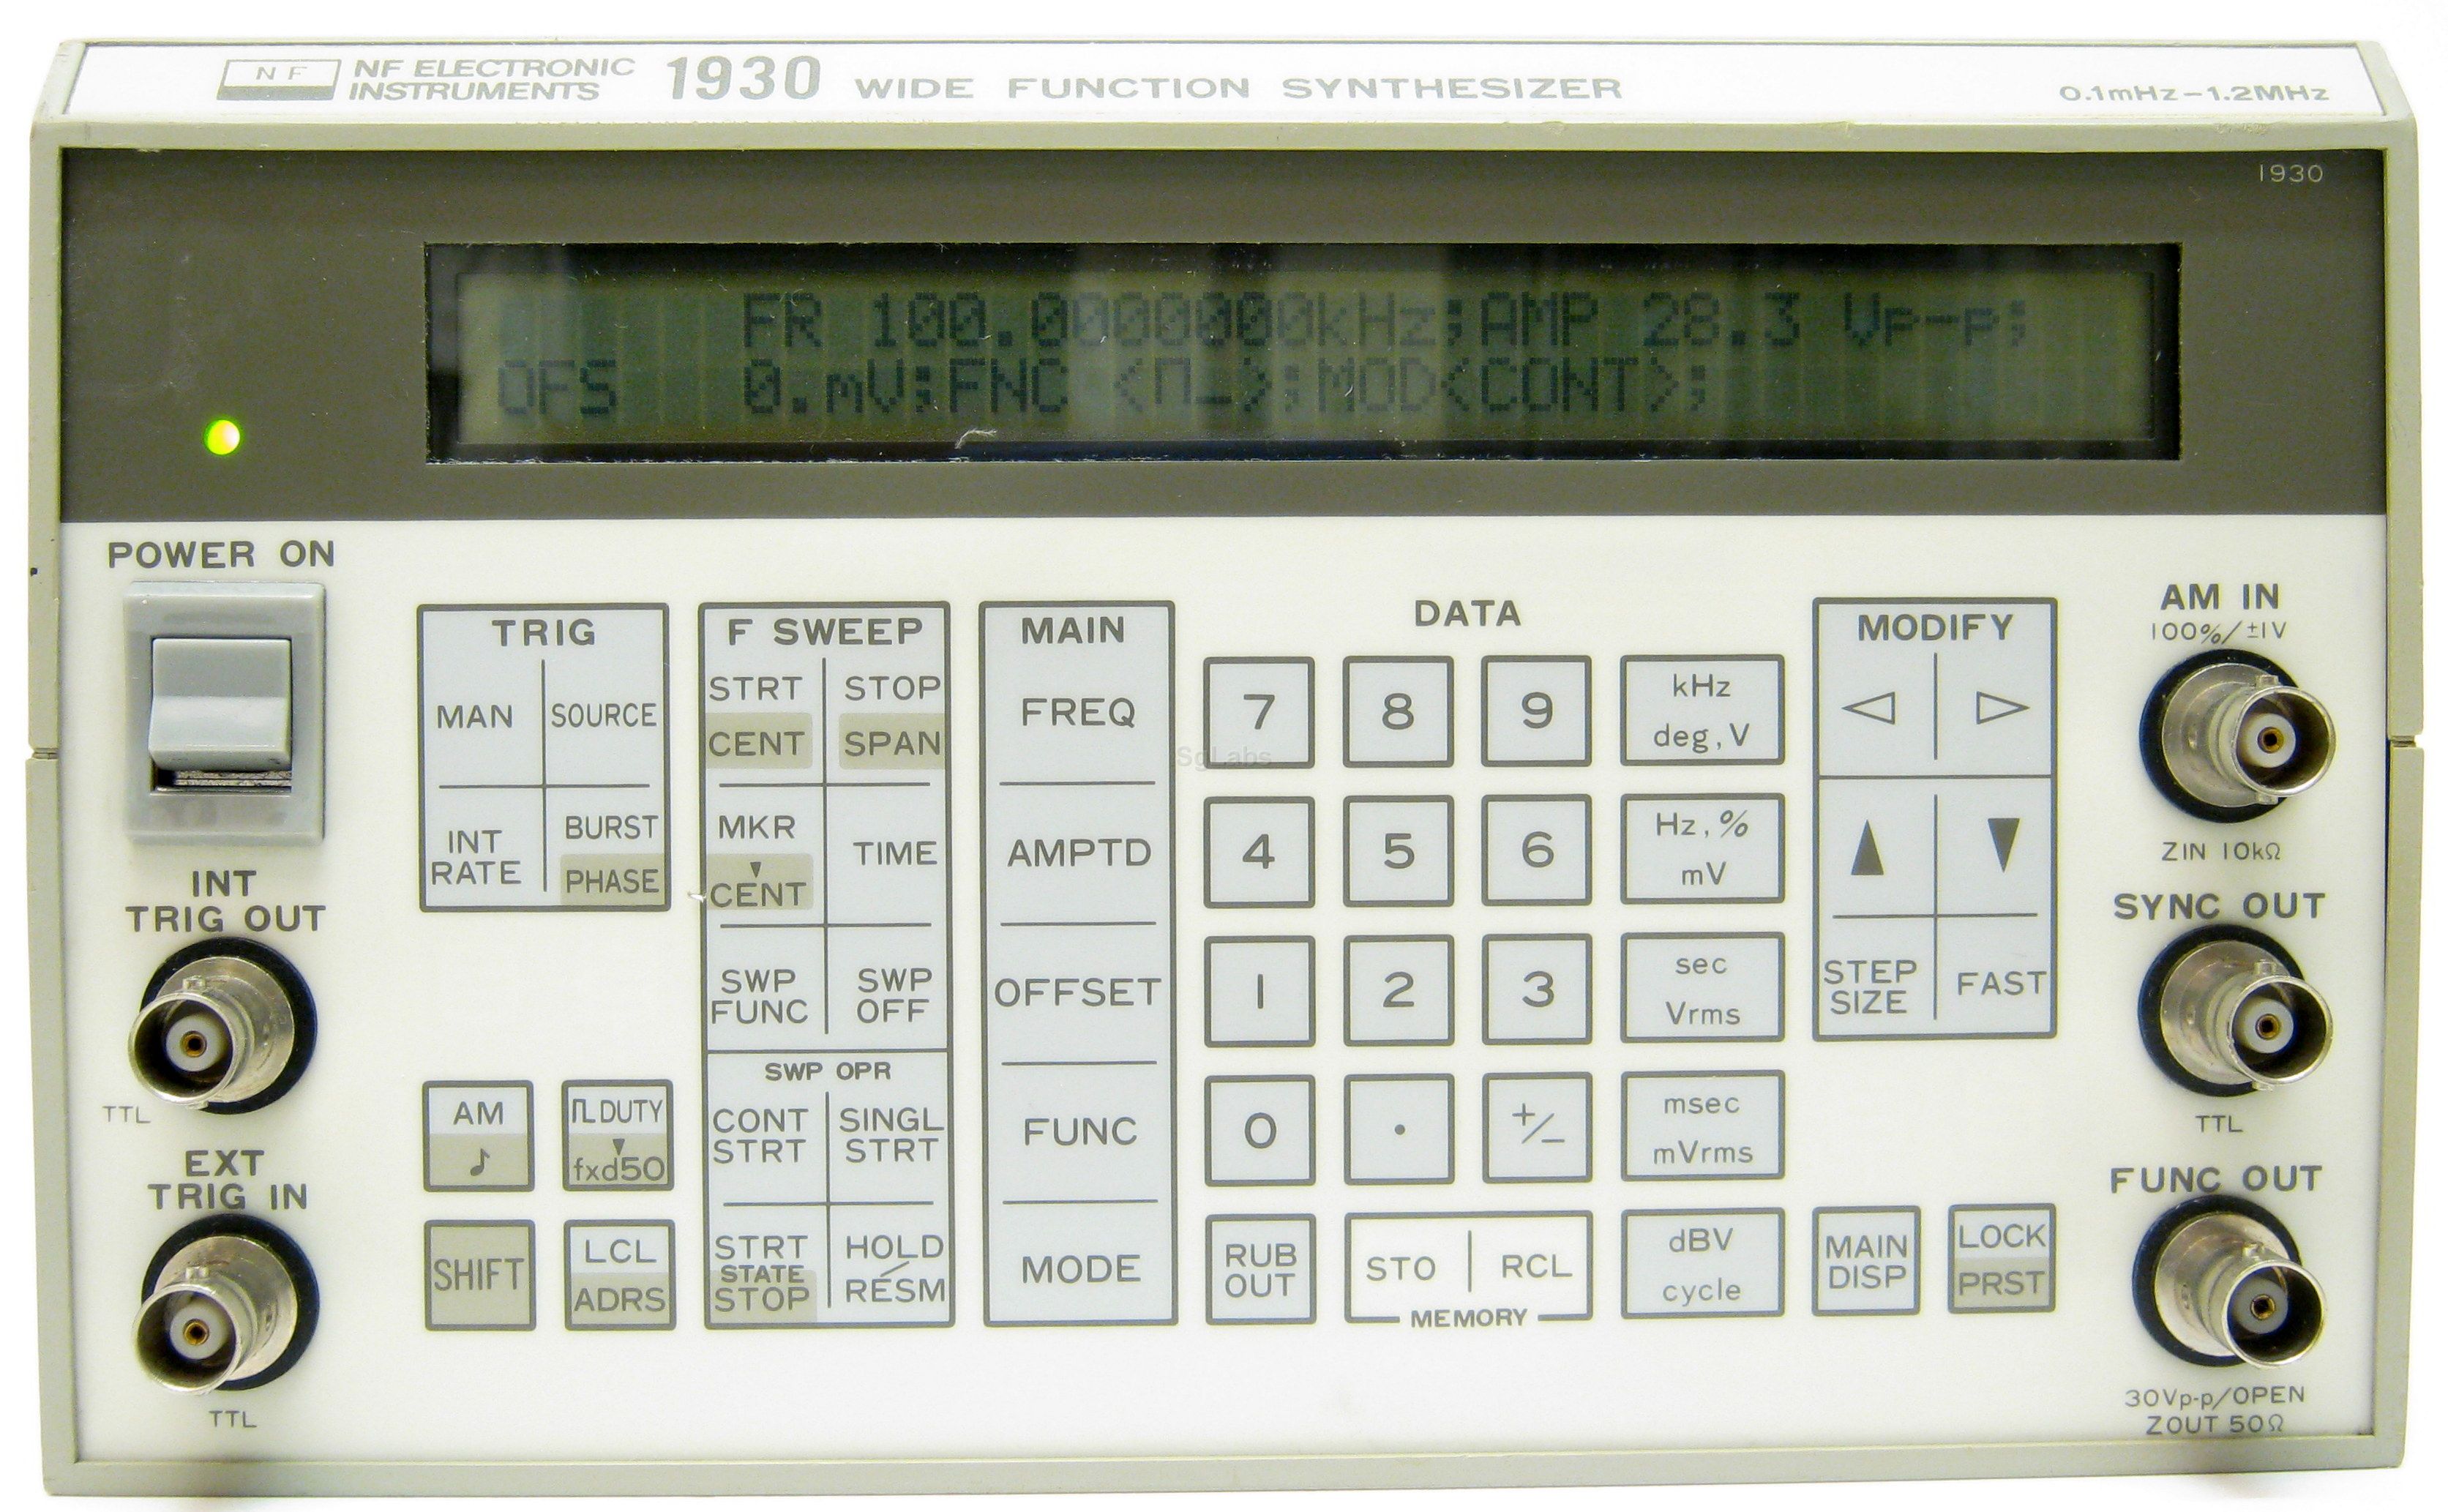 NF NF ELECTRONIC INSTRUMENTS 1930 WIDE FUNCTION SYNTHESIZER 0.1mHz-1.2MHz
1930
FR 100.0000000kHz;AMP 28.3 Vp-p;
OFS 0.mV;FNC <⊓_>;MOD<CONT>;
POWER ON
INT
TRIG OUT
TTL
EXT
TRIG IN
TTL
TRIG
MAN
SOURCE
INT
RATE
BURST
PHASE
AM
♪
⊓⊔ DUTY
▼
fxd50
SHIFT
LCL
ADRS
F SWEEP
STRT
CENT
STOP
SPAN
MKR
▼
CENT
TIME
SWP
FUNC
SWP
OFF
SWP OPR
CONT
STRT
SINGL
STRT
STRT
STATE
STOP
HOLD
/
RESM
MAIN
FREQ
AMPTD
OFFSET
FUNC
MODE
DATA
7 8 9
kHz
deg,V
4 5 6
Hz,%
mV
1 2 3
sec
Vrms
0 . +/−
msec
mVrms
RUB
OUT
STO RCL
MEMORY
dBV
cycle
MODIFY
◁ ▷
▲ ▼
STEP
SIZE
FAST
MAIN
DISP
LOCK
PRST
AM IN
100%/±1V
ZIN 10kΩ
SYNC OUT
TTL
FUNC OUT
30Vp-p/OPEN
ZOUT 50Ω
SgLabs